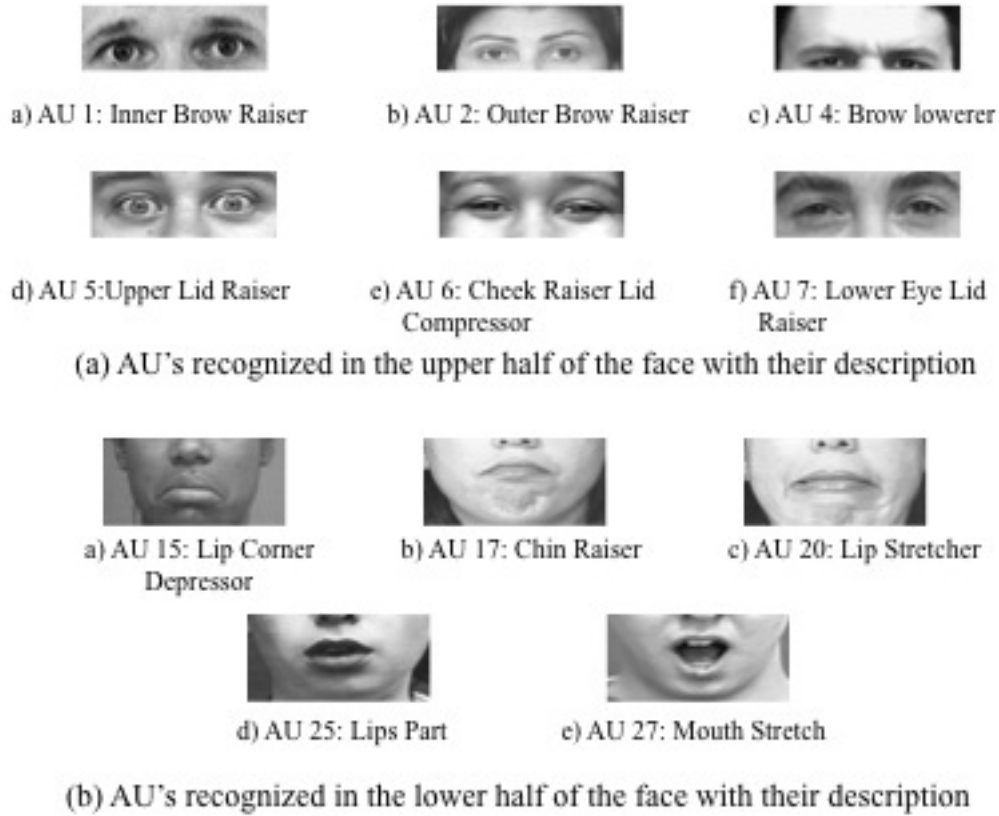 a) AU 1: Inner Brow Raiser
b) AU 2: Outer Brow Raiser
c) AU 4: Brow lowerer
d) AU 5:Upper Lid Raiser
e) AU 6: Cheek Raiser Lid
Compressor
f) AU 7: Lower Eye Lid
Raiser
(a) AU's recognized in the upper half of the face with their description
a) AU 15: Lip Corner
Depressor
b) AU 17: Chin Raiser
c) AU 20: Lip Stretcher
d) AU 25: Lips Part
e) AU 27: Mouth Stretch
(b) AU's recognized in the lower half of the face with their description